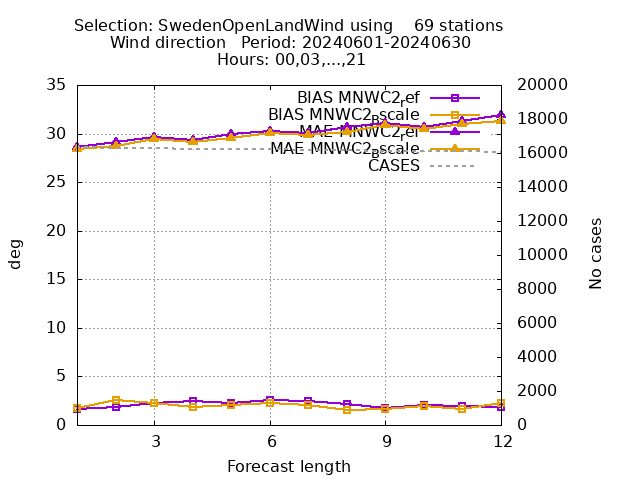 Selection: SwedenOpenLandWind using    69 stations
Wind direction   Period: 20240601-20240630
Hours: 00,03,...,21
35
30
25
20
15
10
5
0
20000
18000
16000
14000
12000
10000
8000
6000
4000
2000
0
BIAS MNWC2_ref
BIAS MNWC2_Bscale
MAE MNWC2_ref
MAE MNWC2_Bscale
CASES
deg
No cases
3
6
9
12
Forecast length